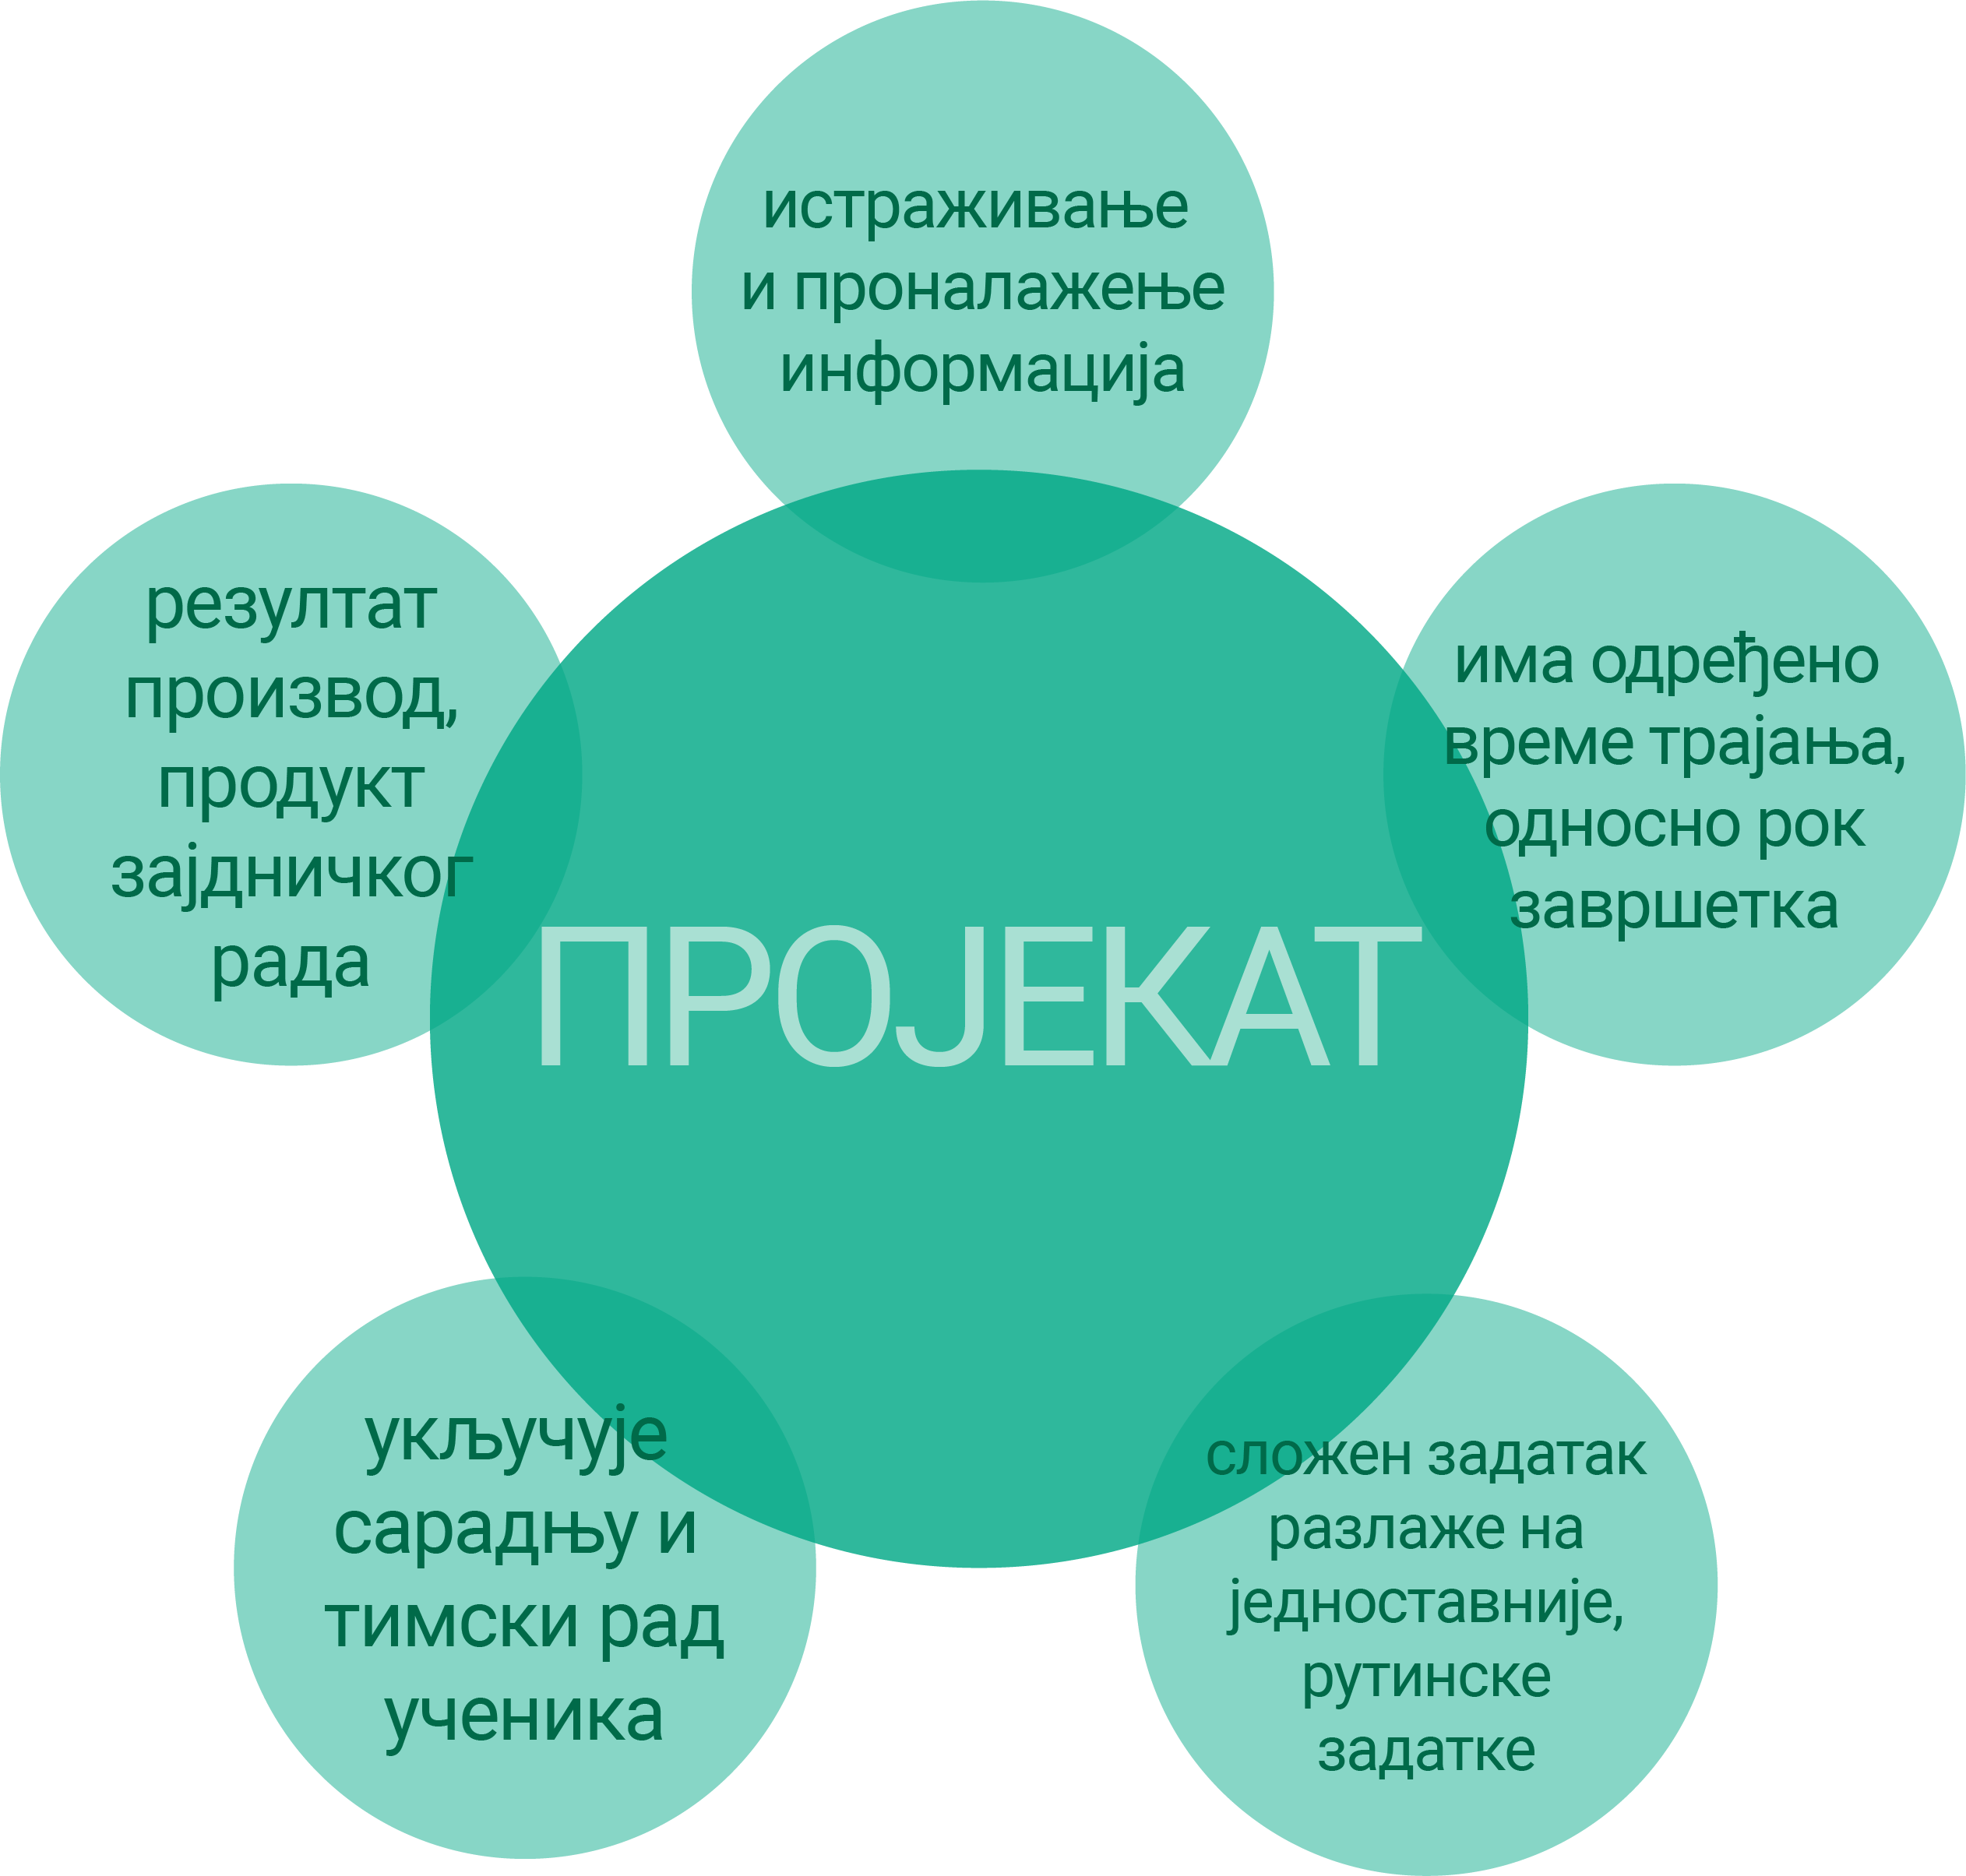 истраживање
и проналажење
информација
резултат
производ,
продукт
зајдничког
рада
има одређено
време трајања,
односно рок
завршетка
ПРОЈЕКАТ
укључује
сарадњу и
тимски рад
ученика
сложен задатак
разлаже на
једноставније,
рутинске
задатке